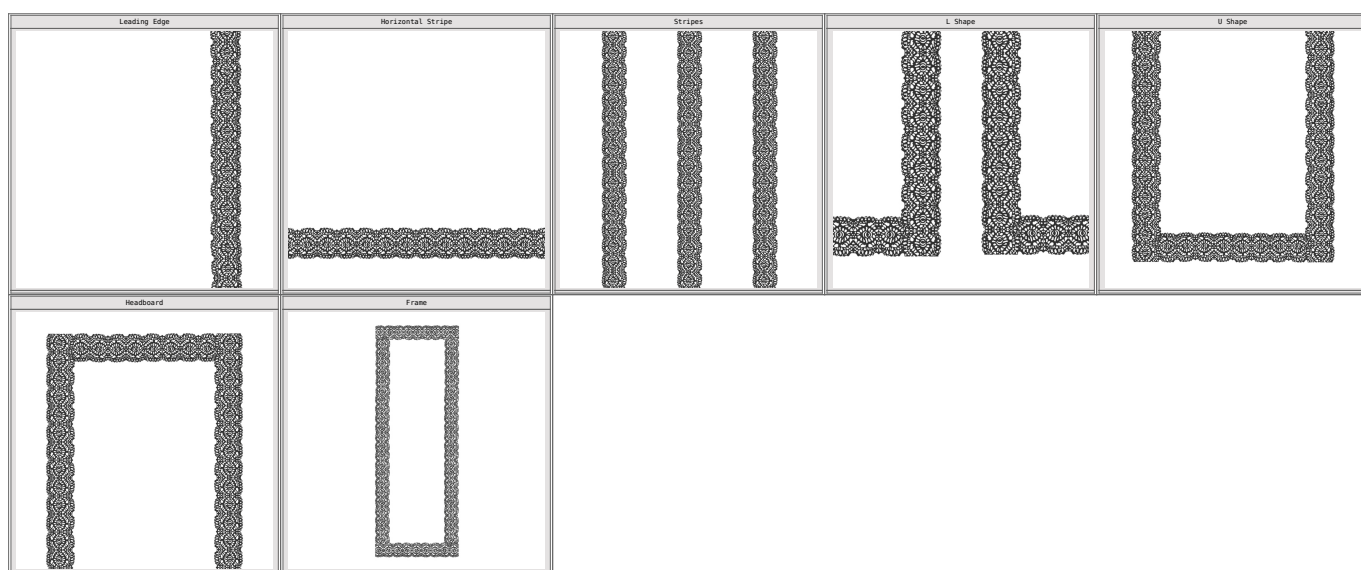 Leading Edge
Horizontal Stripe
Stripes
L Shape
U Shape
Headboard
Frame